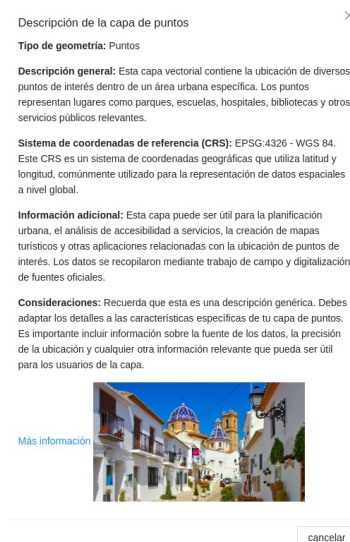 Descripción de la capa de puntos
Tipo de geometría: Puntos
Descripción general: Esta capa vectorial contiene la ubicación de diversos
puntos de interés dentro de un área urbana específica. Los puntos
representan lugares como parques, escuelas, hospitales, bibliotecas y otros
servicios públicos relevantes.
Sistema de coordenadas de referencia (CRS): EPSG:4326 - WGS 84.
Este CRS es un sistema de coordenadas geográficas que utiliza latitud y
longitud, comúnmente utilizado para la representación de datos espaciales
a nivel global.
Información adicional: Esta capa puede ser útil para la planificación
urbana, el análisis de accesibilidad a servicios, la creación de mapas
turísticos y otras aplicaciones relacionadas con la ubicación de puntos de
interés. Los datos se recopilaron mediante trabajo de campo y digitalización
de fuentes oficiales.
Consideraciones: Recuerda que esta es una descripción genérica. Debes
adaptar los detalles a las características específicas de tu capa de puntos.
Es importante incluir información sobre la fuente de los datos, la precisión
de la ubicación y cualquier otra información relevante que pueda ser útil
para los usuarios de la capa.
Más información
cancelar